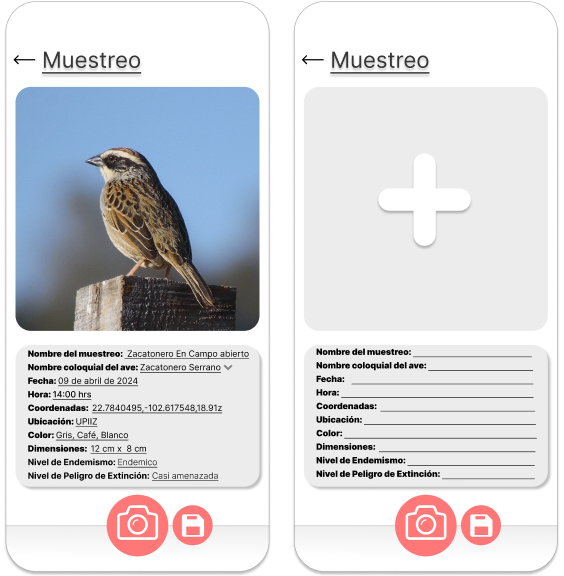 Muestreo
Nombre del muestreo: Zacatonero En Campo abierto
Nombre coloquial del ave: Zacatonero Serrano
Fecha: 09 de abril de 2024
Hora: 14:00 hrs
Coordenadas: 22.7840495,-102.617548,18.91z
Ubicación: UPIIZ
Color: Gris, Café, Blanco
Dimensiones: 12 cm x 8 cm
Nivel de Endemismo: Endemico
Nivel de Peligro de Extinción: Casi amenazada
Muestreo
Nombre del muestreo:
Nombre coloquial del ave:
Fecha:
Hora:
Coordenadas:
Ubicación:
Color:
Dimensiones:
Nivel de Endemismo:
Nivel de Peligro de Extinción: